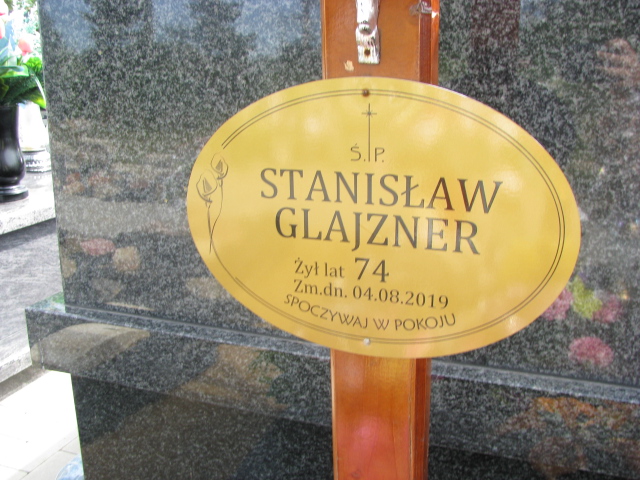 Ś. P.
STANISŁAW
GLAJZNER
Żył lat 74
Zm.dn. 04.08.2019
SPOCZYWAJ W POKOJU